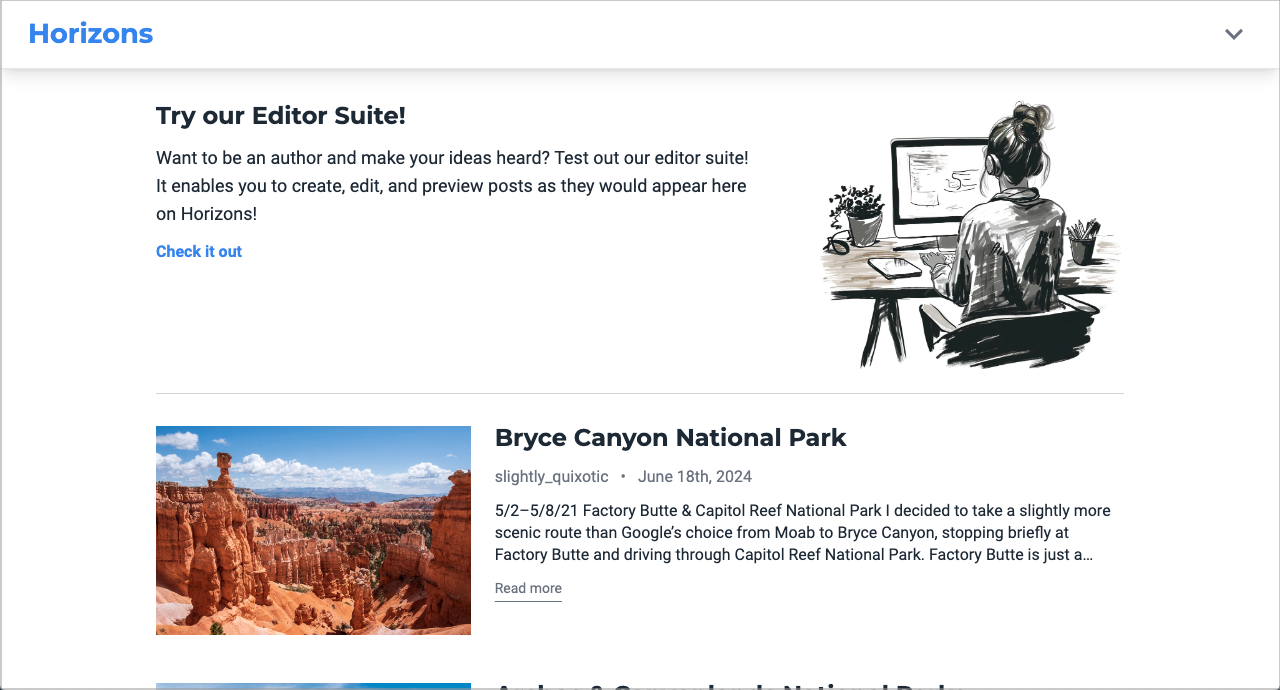 Horizons
Try our Editor Suite!
Want to be an author and make your ideas heard? Test out our editor suite!
It enables you to create, edit, and preview posts as they would appear here
on Horizons!
Check it out
Bryce Canyon National Park
slightly_quixotic • June 18th, 2024
5/2–5/8/21 Factory Butte & Capitol Reef National Park I decided to take a slightly more
scenic route than Google’s choice from Moab to Bryce Canyon, stopping briefly at
Factory Butte and driving through Capitol Reef National Park. Factory Butte is just a…
Read more